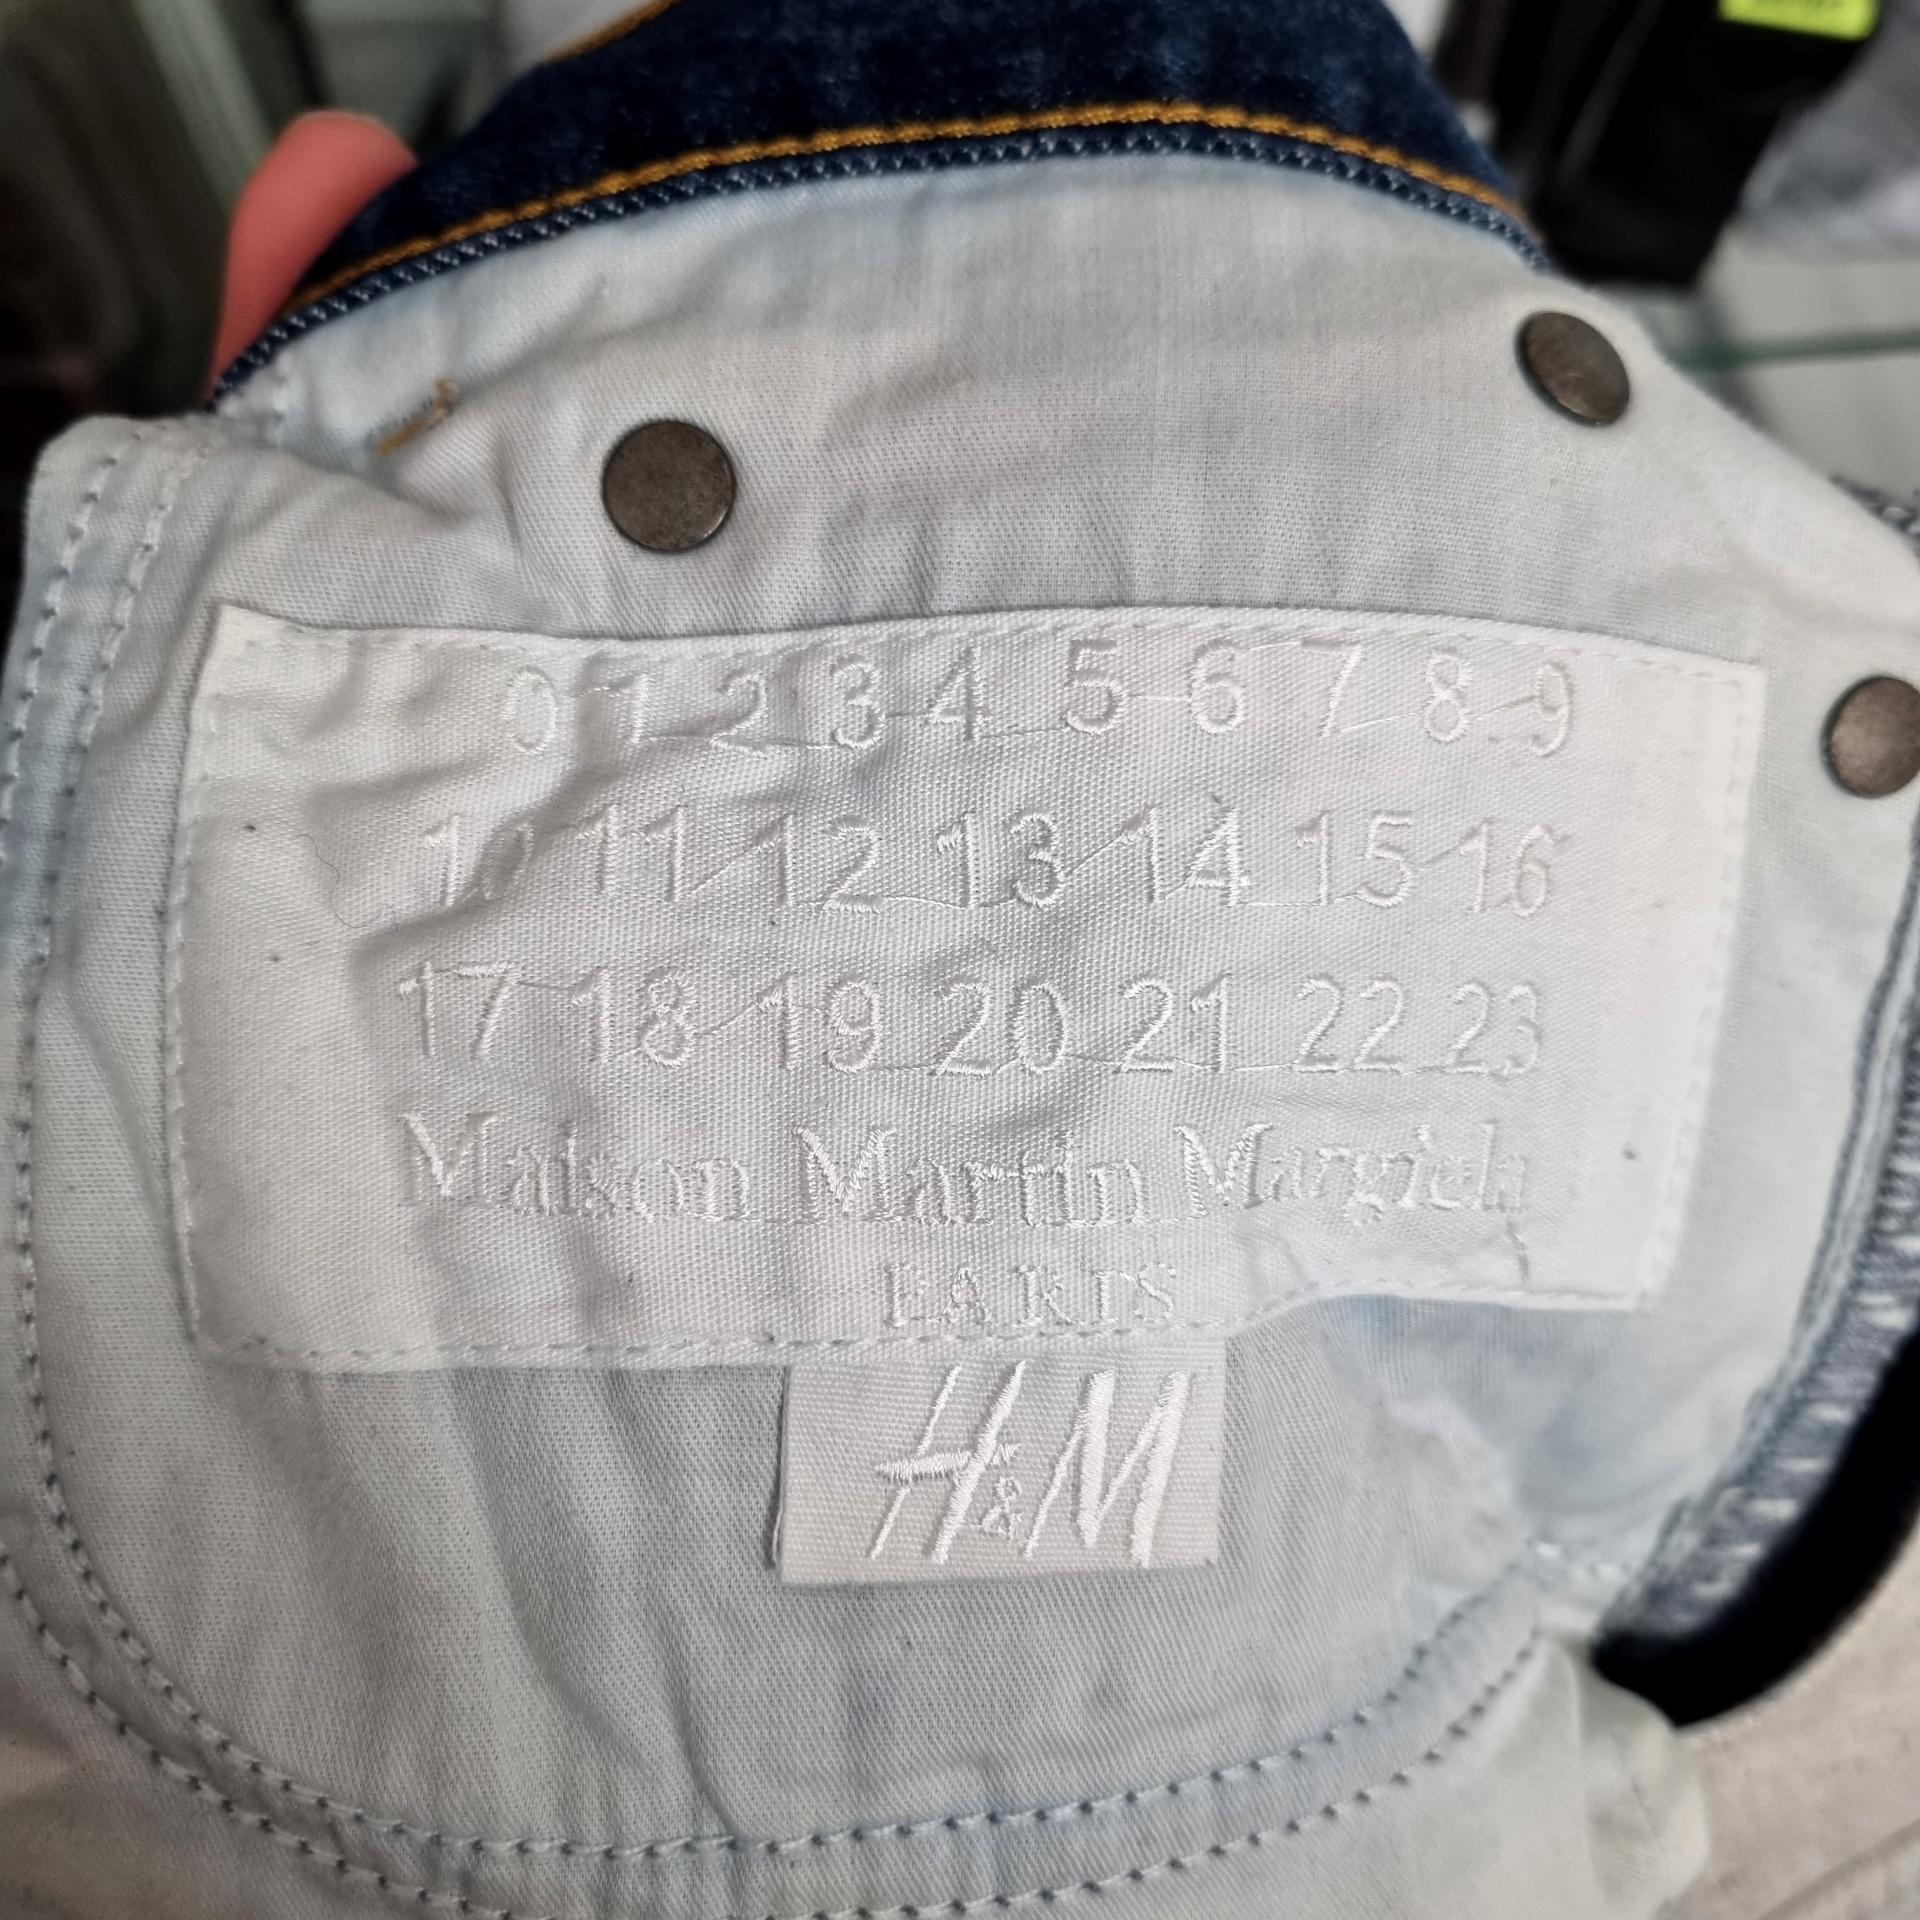 0 1 2 3 4 5 6 7 8 9
10 11 12 13 14 15 16
17 18 19 20 21 22 23
Maison Martin Margiela
PARIS
H&M